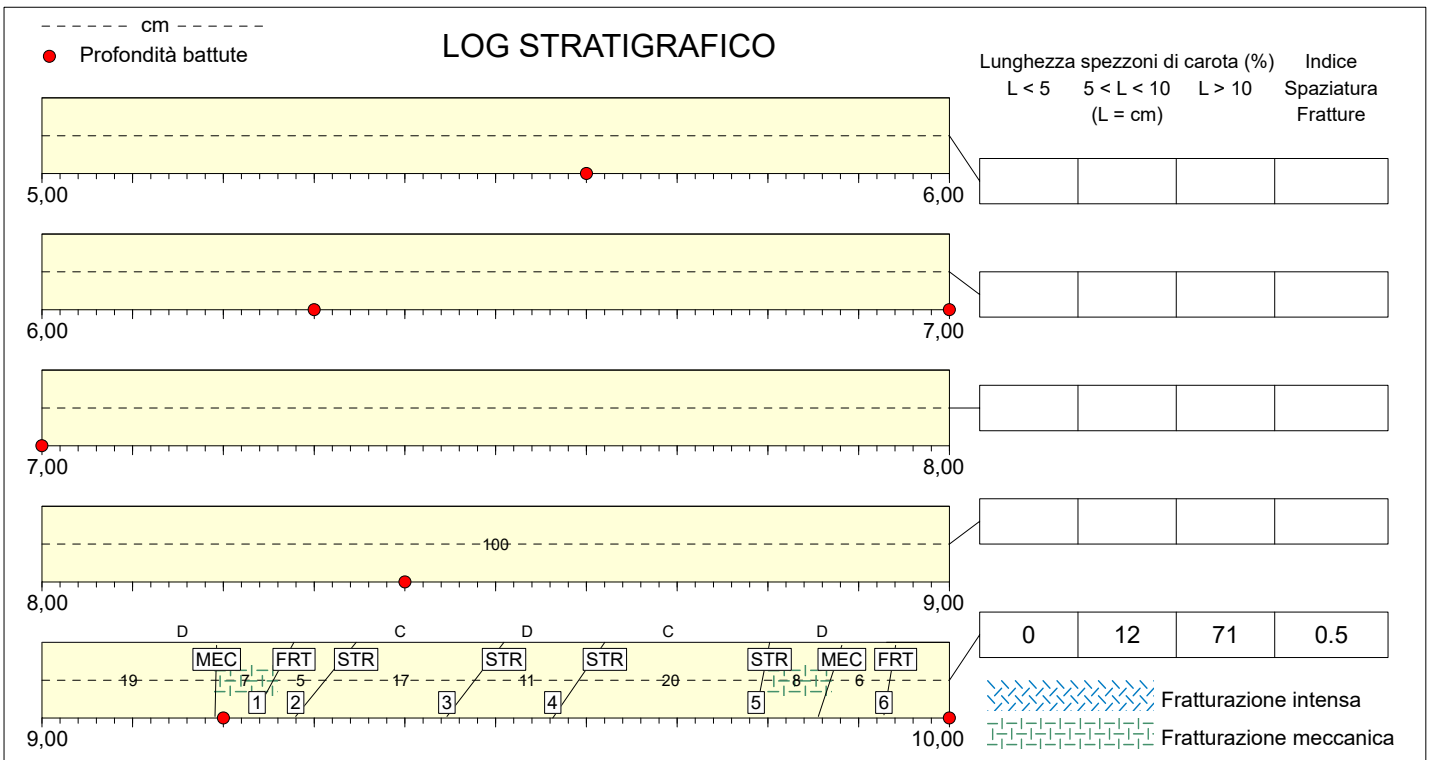 cm
Profondità battute
LOG STRATIGRAFICO
Lunghezza spezzoni di carota (%) Indice
L < 5 5 < L < 10 L > 10 Spaziatura
(L = cm) Fratture
5,00 6,00
6,00 7,00
7,00 8,00
100
8,00 9,00
D C D C D
MEC FRT STR STR STR STR MEC FRT
19 7 5 17 11 20 8 6
1 2 3 4 5 6
9,00 10,00
0 12 71 0.5
Fratturazione intensa
Fratturazione meccanica